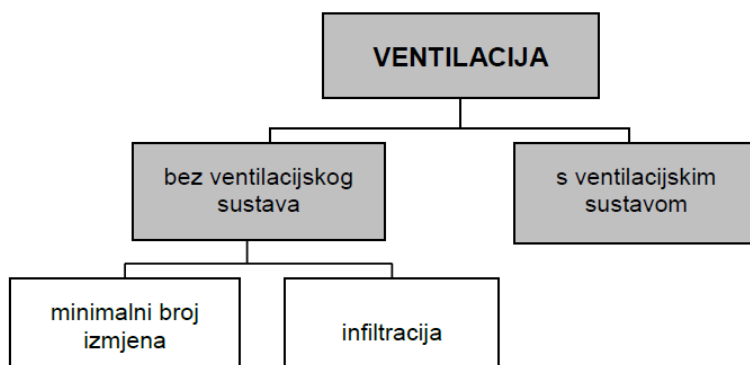 VENTILACIJA
bez ventilacijskog
sustava
s ventilacijskim
sustavom
minimalni broj
izmjena
infiltracija